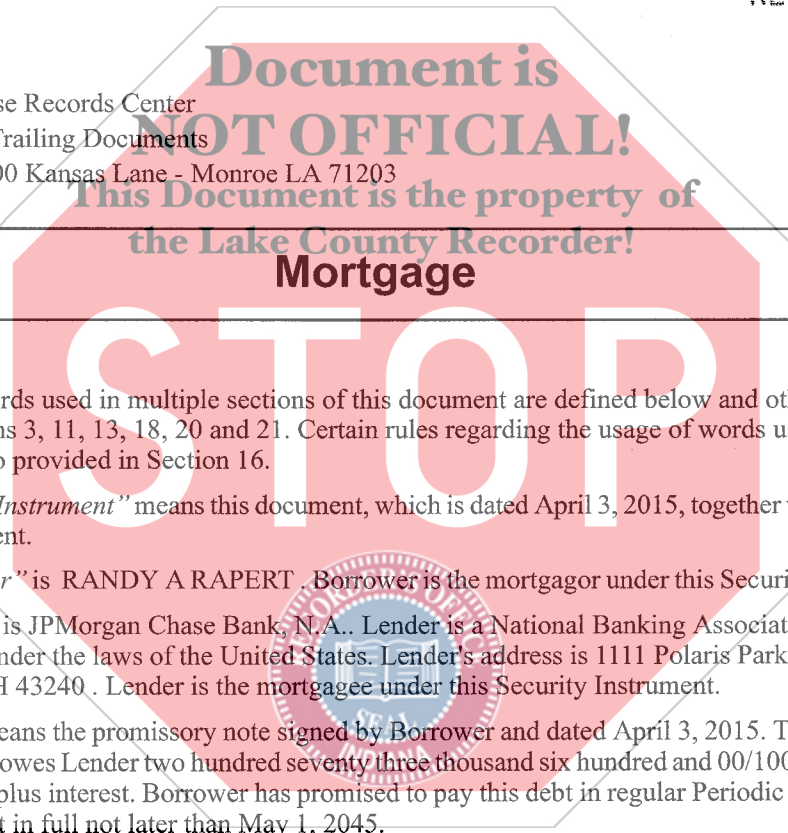 Document is
se Records Center
NOT OFFICIAL!
Trailing Documents
00 Kansas Lane - Monroe LA 71203
This Document is the property of
the Lake County Recorder!
Mortgage
STOP
rds used in multiple sections of this document are defined below and ot
ns 3, 11, 13, 18, 20 and 21. Certain rules regarding the usage of words u
o provided in Section 16.
Instrument” means this document, which is dated April 3, 2015, together
ent.
r” is RANDY A RAPERT . Borrower is the mortgagor under this Securi
is JPMorgan Chase Bank, N.A.. Lender is a National Banking Associat
nder the laws of the United States. Lender's address is 1111 Polaris Park
H 43240 . Lender is the mortgagee under this Security Instrument.
eans the promissory note signed by Borrower and dated April 3, 2015. T
owes Lender two hundred seventy three thousand six hundred and 00/100
plus interest. Borrower has promised to pay this debt in regular Periodic
t in full not later than May 1, 2045.
RECORDER'S OFFICE
SEAL
INDIANA